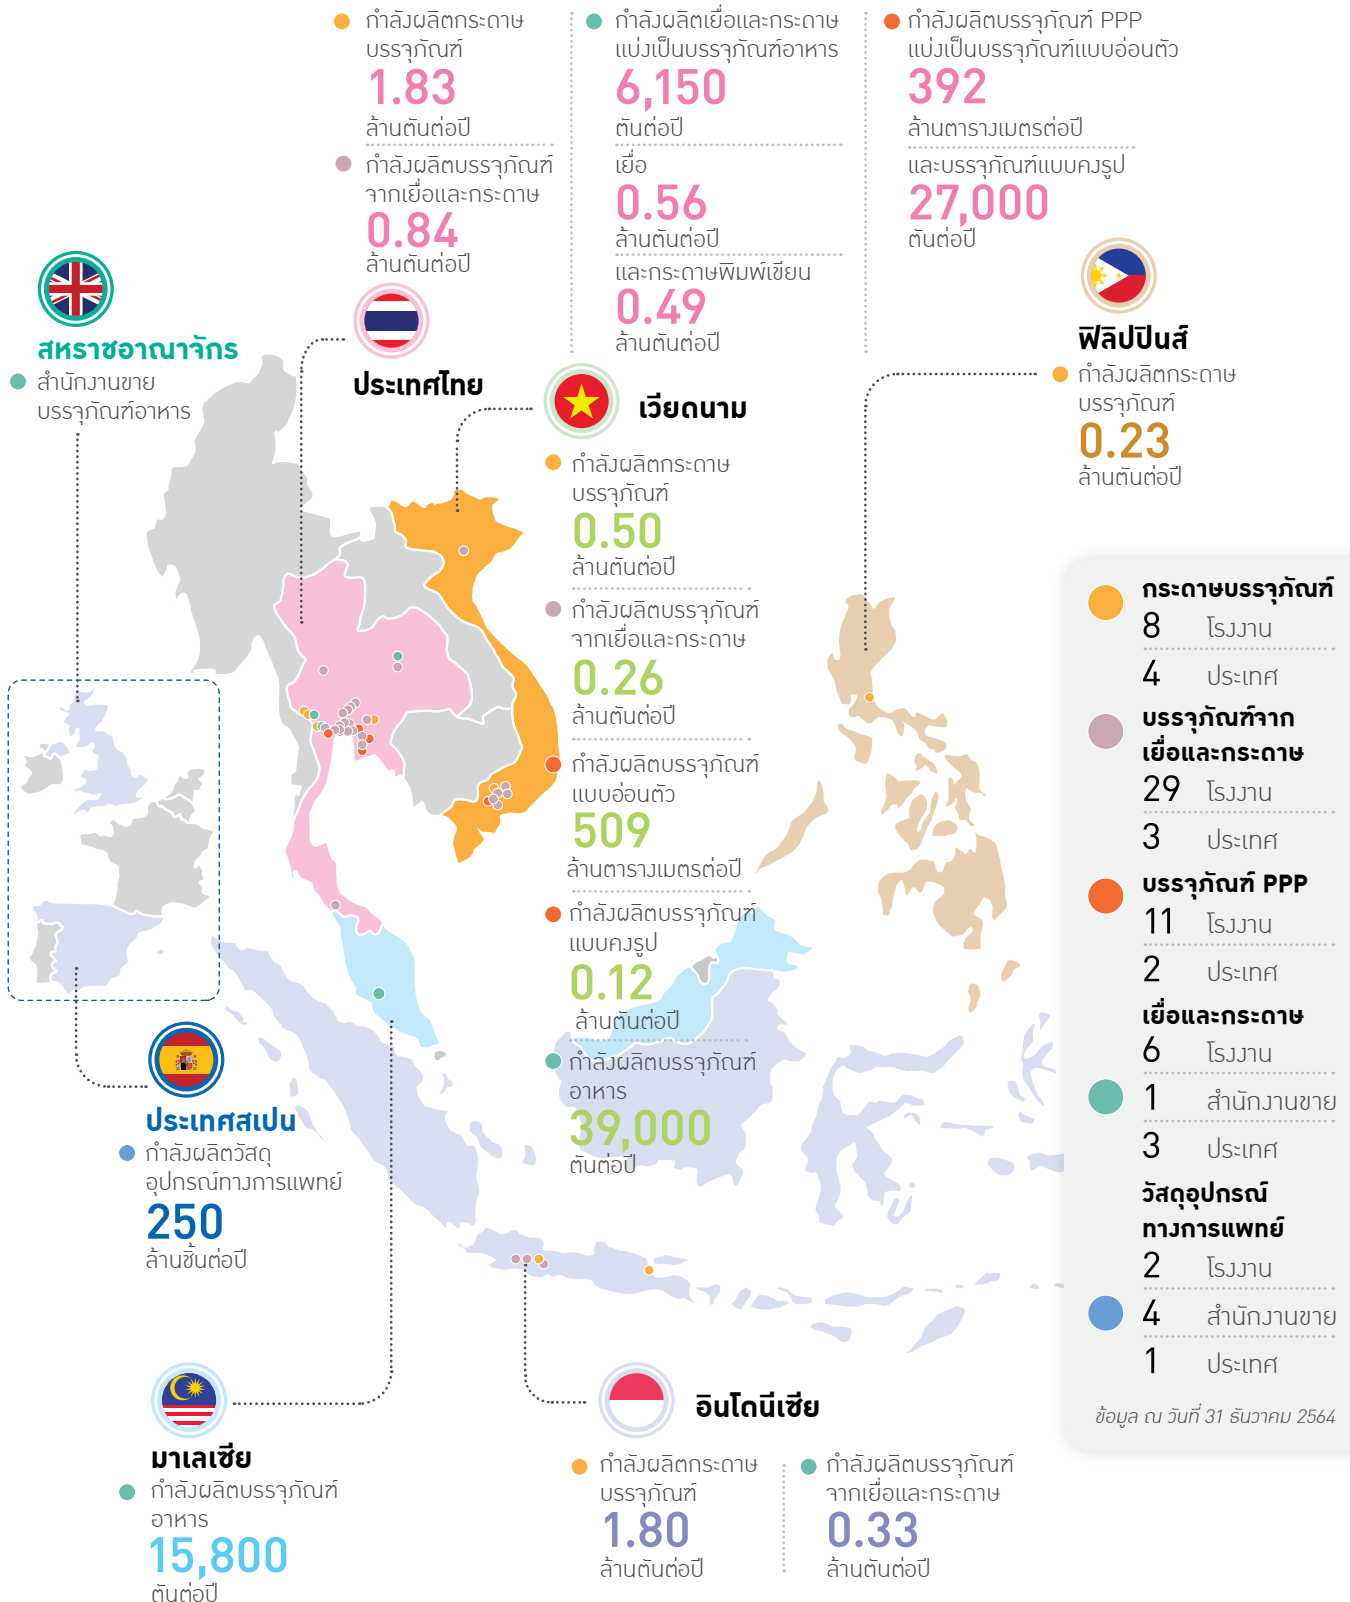 กำลังผลิตกระดาษ
บรรจุภัณฑ์
1.83
ล้านตันต่อปี
กำลังผลิตบรรจุภัณฑ์
จากเยื่อและกระดาษ
0.84
ล้านตันต่อปี
กำลังผลิตเยื่อและกระดาษ
แบ่งเป็นบรรจุภัณฑ์อาหาร
6,150
ตันต่อปี
เยื่อ
0.56
ล้านตันต่อปี
และกระดาษพิมพ์เขียน
0.49
ล้านตันต่อปี
กำลังผลิตบรรจุภัณฑ์ PPP
แบ่งเป็นบรรจุภัณฑ์แบบอ่อนตัว
392
ล้านตารางเมตรต่อปี
และบรรจุภัณฑ์แบบคงรูป
27,000
ตันต่อปี
สหราชอาณาจักร
สำนักงานขาย
บรรจุภัณฑ์อาหาร
ประเทศไทย
เวียดนาม
กำลังผลิตกระดาษ
บรรจุภัณฑ์
0.50
ล้านตันต่อปี
กำลังผลิตบรรจุภัณฑ์
จากเยื่อและกระดาษ
0.26
ล้านตันต่อปี
กำลังผลิตบรรจุภัณฑ์
แบบอ่อนตัว
509
ล้านตารางเมตรต่อปี
กำลังผลิตบรรจุภัณฑ์
แบบคงรูป
0.12
ล้านตันต่อปี
กำลังผลิตบรรจุภัณฑ์
อาหาร
39,000
ตันต่อปี
ฟิลิปปินส์
กำลังผลิตกระดาษ
บรรจุภัณฑ์
0.23
ล้านตันต่อปี
กระดาษบรรจุภัณฑ์
8 โรงงาน
4 ประเทศ
บรรจุภัณฑ์จาก
เยื่อและกระดาษ
29 โรงงาน
3 ประเทศ
บรรจุภัณฑ์ PPP
11 โรงงาน
2 ประเทศ
เยื่อและกระดาษ
6 โรงงาน
1 สำนักงานขาย
3 ประเทศ
วัสดุอุปกรณ์
ทางการแพทย์
2 โรงงาน
4 สำนักงานขาย
1 ประเทศ
ข้อมูล ณ วันที่ 31 ธันวาคม 2564
ประเทศสเปน
กำลังผลิตวัสดุ
อุปกรณ์ทางการแพทย์
250
ล้านชิ้นต่อปี
มาเลเซีย
กำลังผลิตบรรจุภัณฑ์
อาหาร
15,800
ตันต่อปี
อินโดนีเซีย
กำลังผลิตกระดาษ
บรรจุภัณฑ์
1.80
ล้านตันต่อปี
กำลังผลิตบรรจุภัณฑ์
จากเยื่อและกระดาษ
0.33
ล้านตันต่อปี